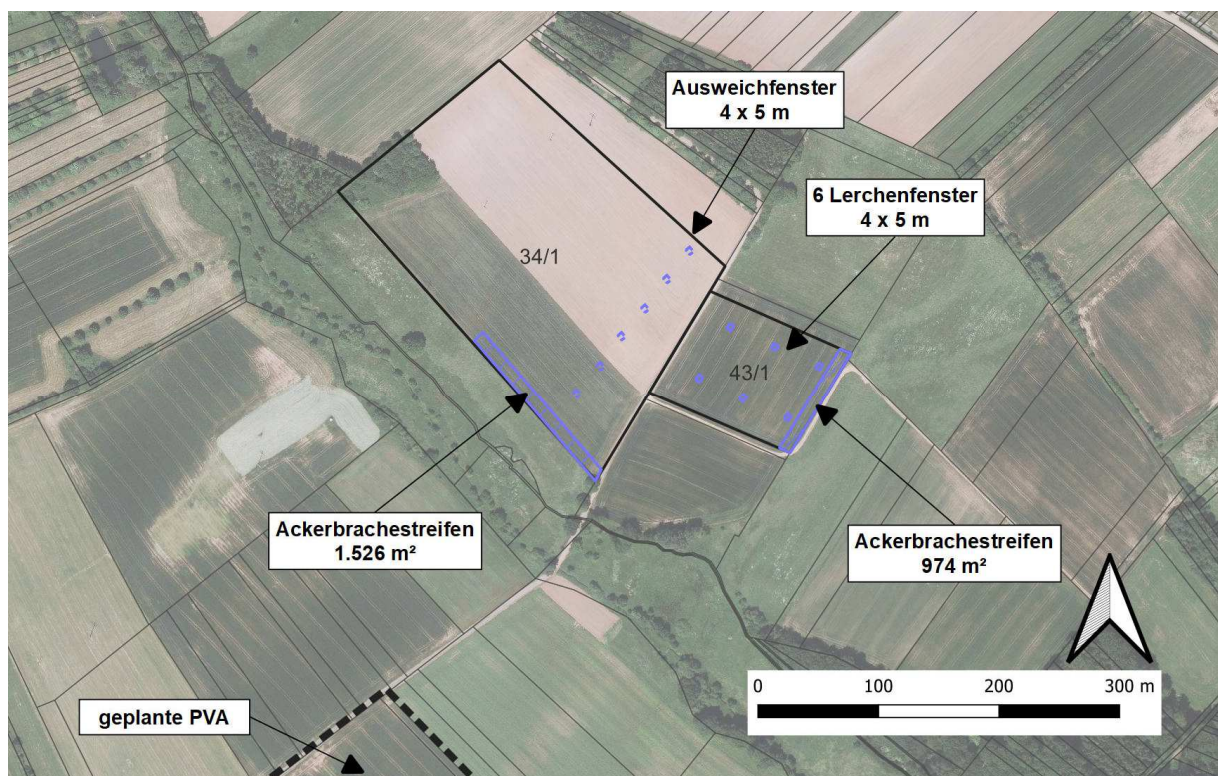 Ausweichfenster
4 x 5 m
6 Lerchenfenster
4 x 5 m
34/1
43/1
Ackerbrachestreifen
1.526 m²
Ackerbrachestreifen
974 m²
geplante PVA
0 100 200 300 m